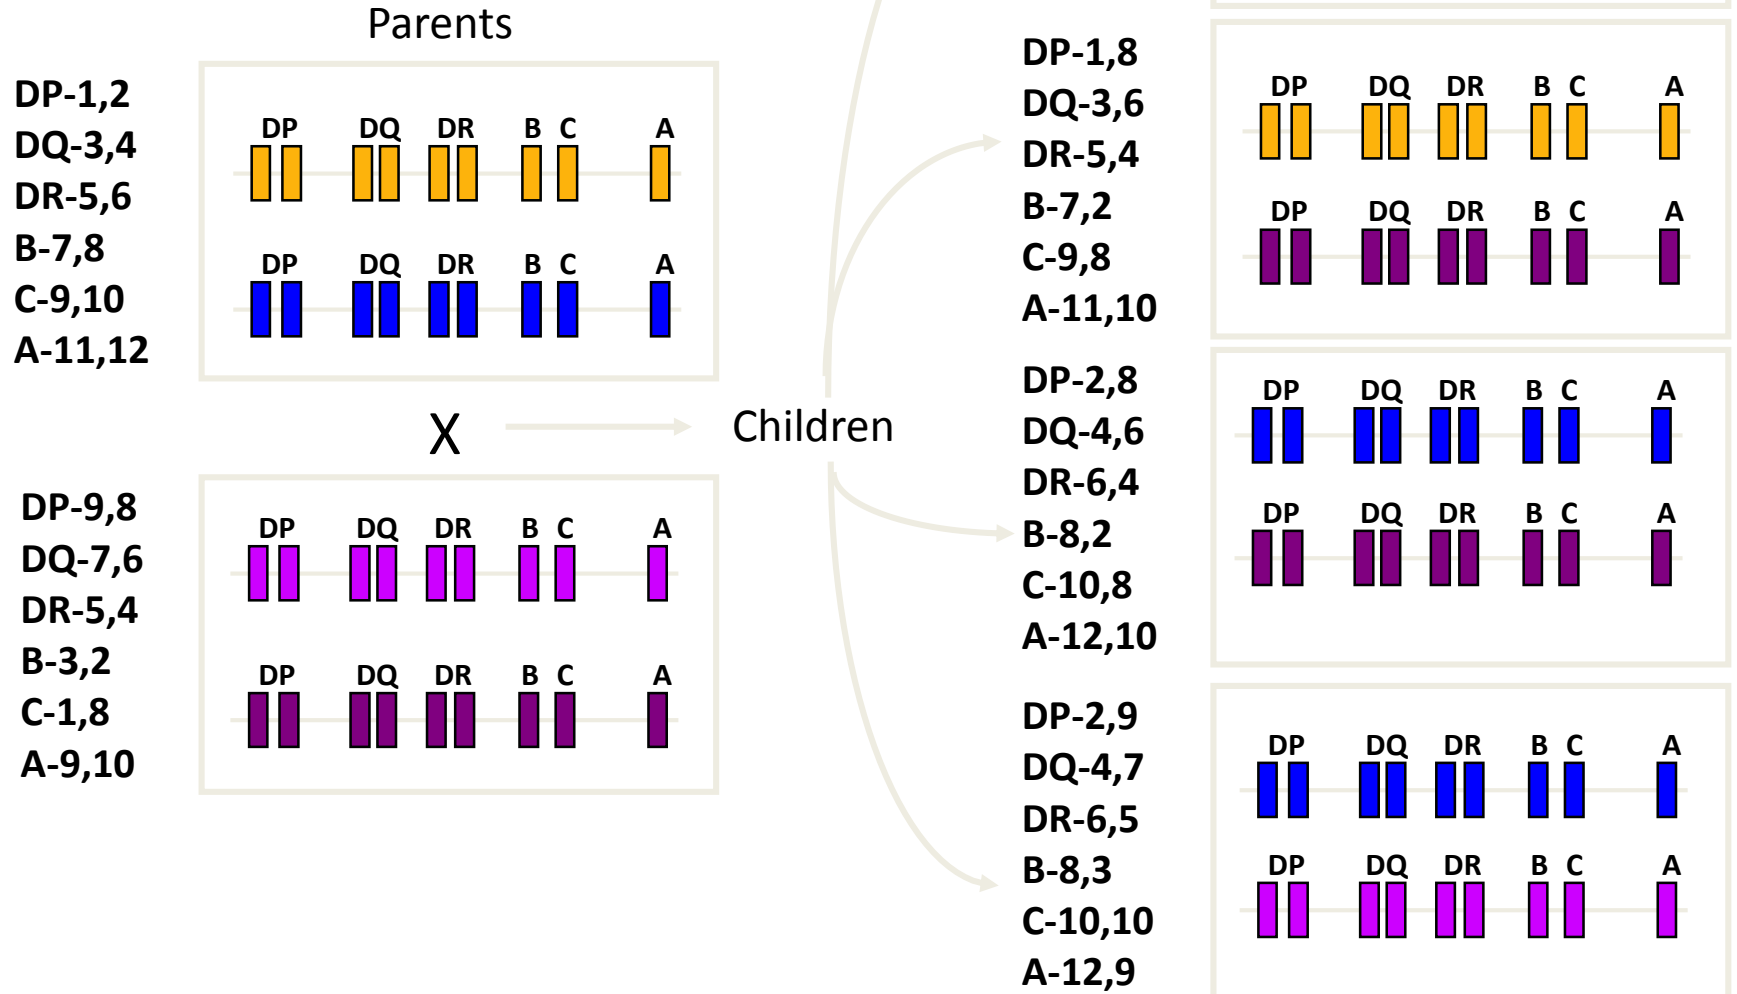 Parents
DP-1,2
DQ-3,4
DR-5,6
B-7,8
C-9,10
A-11,12
DP DQ DR B C A
DP DQ DR B C A
X
Children
DP-9,8
DQ-7,6
DR-5,4
B-3,2
C-1,8
A-9,10
DP DQ DR B C A
DP DQ DR B C A
DP-1,8
DQ-3,6
DR-5,4
B-7,2
C-9,8
A-11,10
DP DQ DR B C A
DP DQ DR B C A
DP-2,8
DQ-4,6
DR-6,4
B-8,2
C-10,8
A-12,10
DP DQ DR B C A
DP DQ DR B C A
DP-2,9
DQ-4,7
DR-6,5
B-8,3
C-10,10
A-12,9
DP DQ DR B C A
DP DQ DR B C A